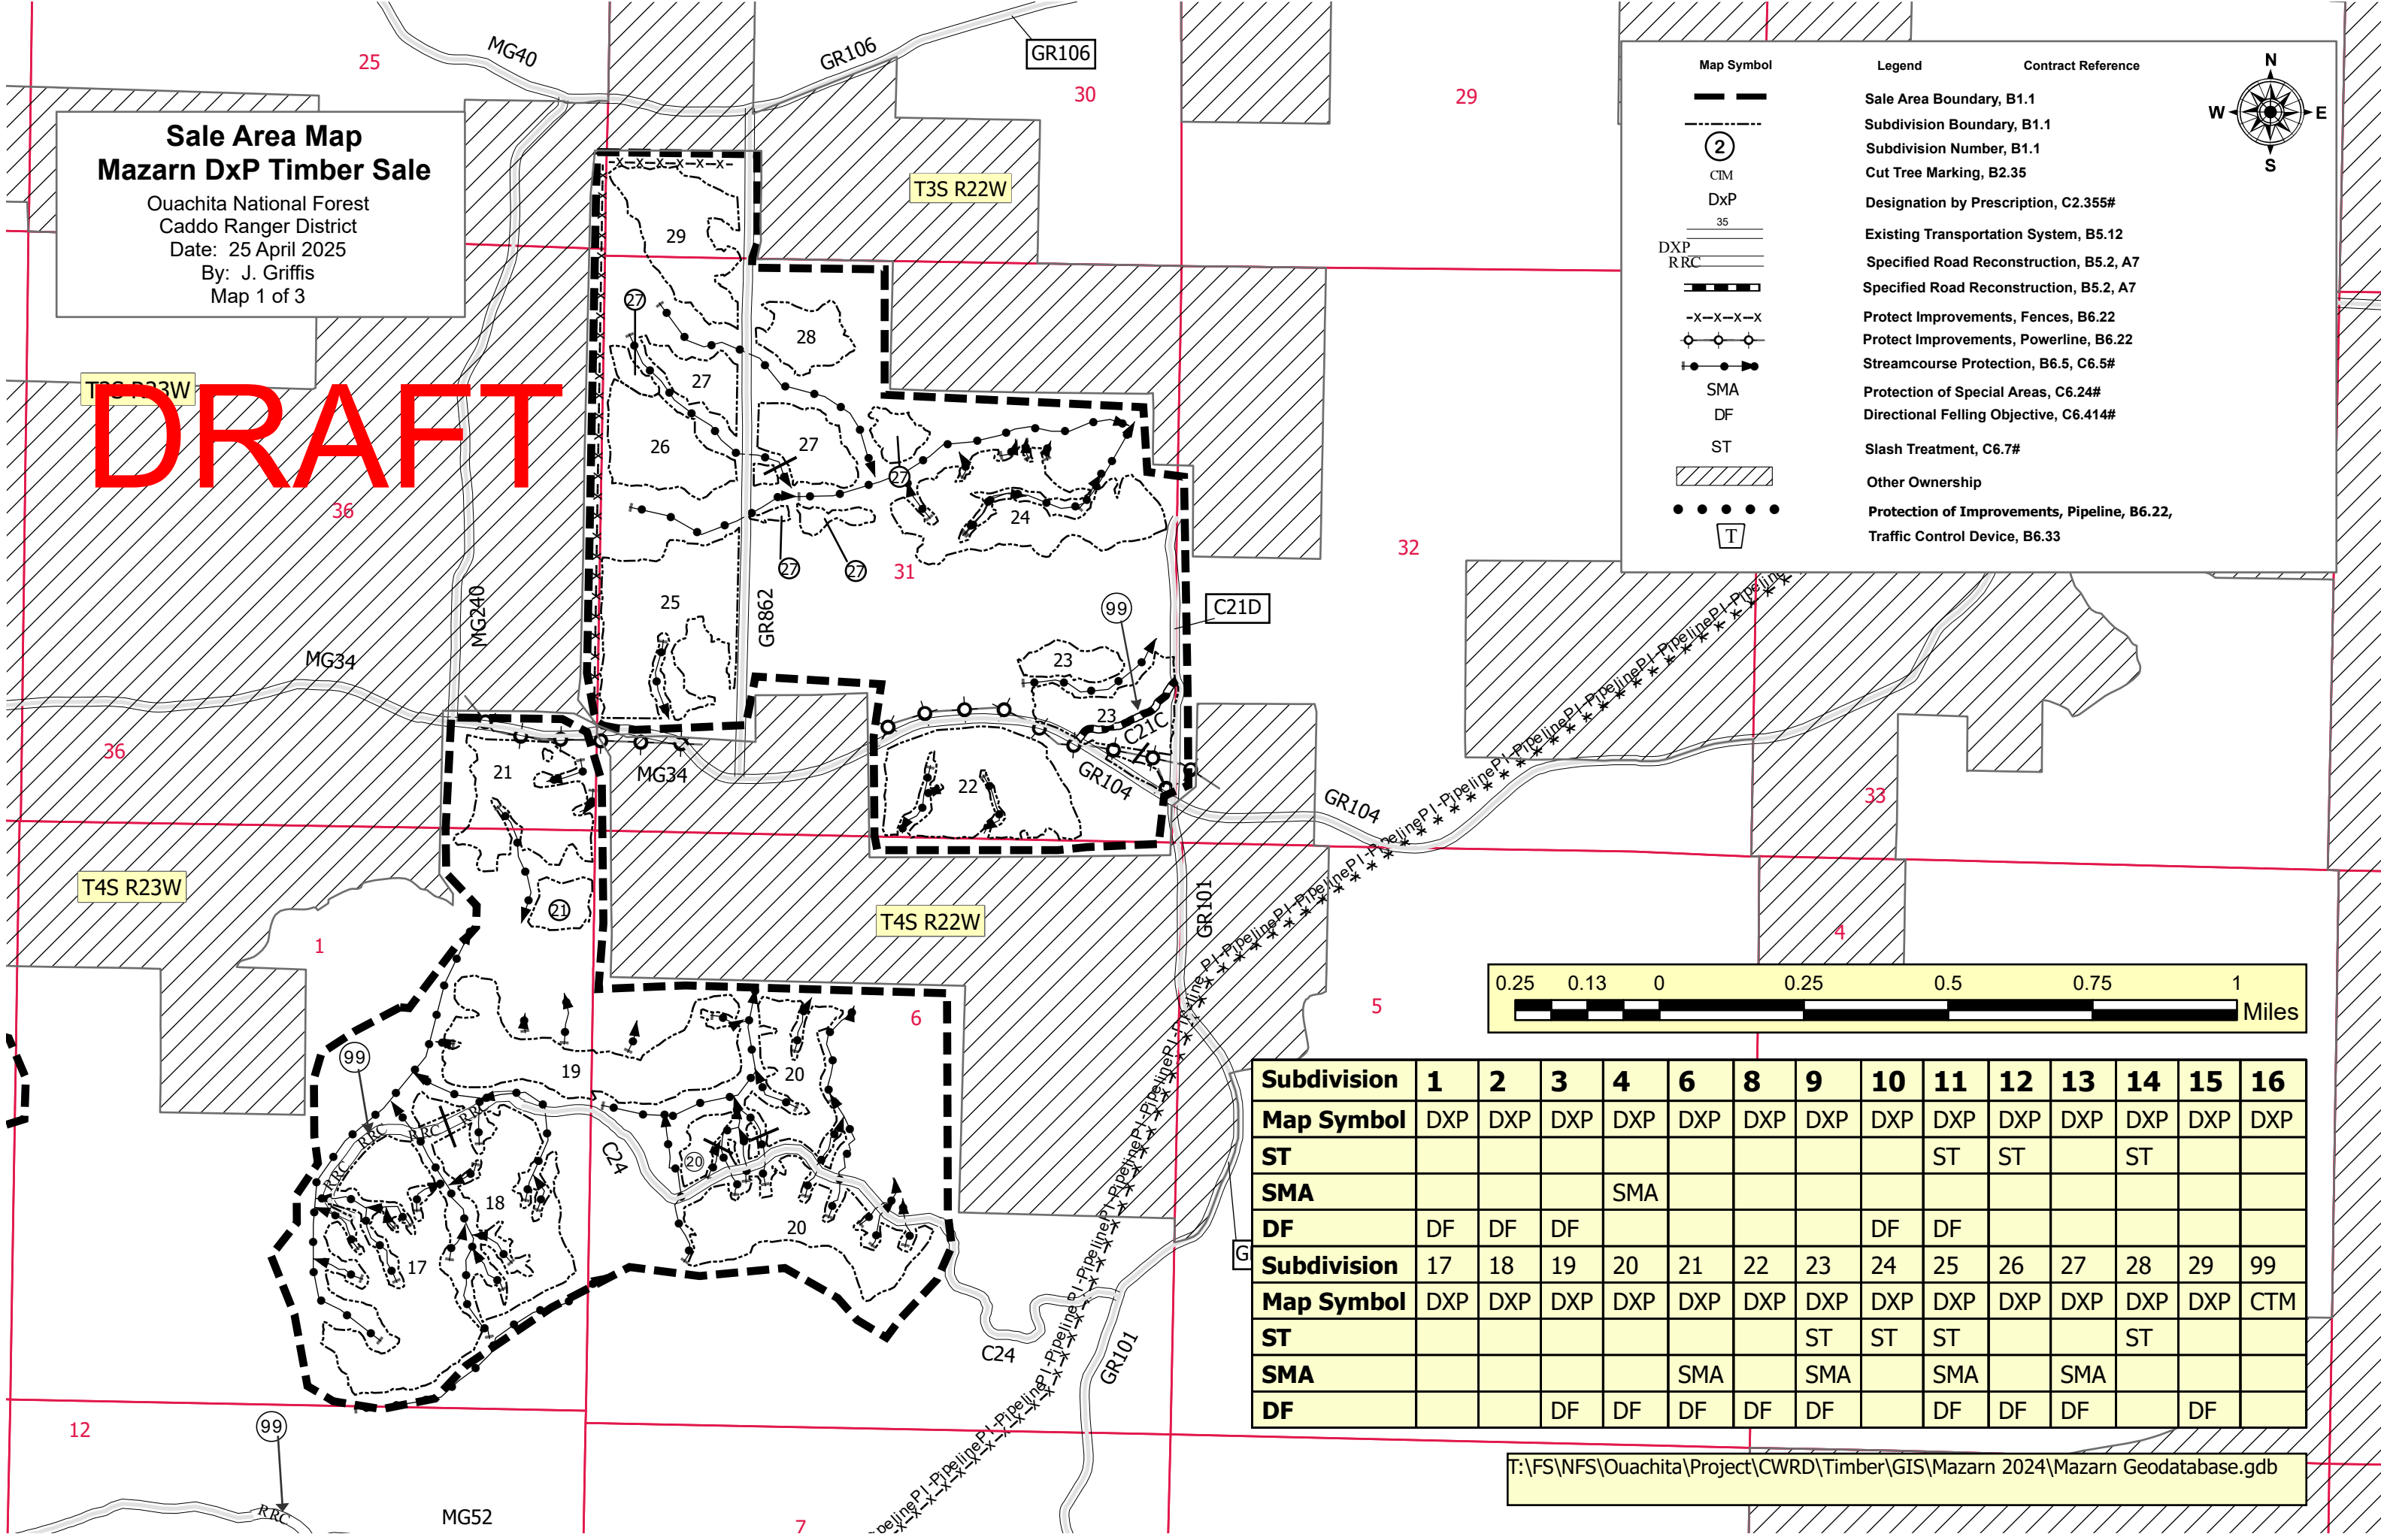 Sale Area Map
Mazarn DxP Timber Sale
Ouachita National Forest
Caddo Ranger District
Date: 25 April 2025
By: J. Griffis
Map 1 of 3
DRAFT
Map Symbol Legend Contract Reference
Sale Area Boundary, B1.1
Subdivision Boundary, B1.1
2 Subdivision Number, B1.1
CTM Cut Tree Marking, B2.35
DxP Designation by Prescription, C2.355#
35 Existing Transportation System, B5.12
DXP
RRC Specified Road Reconstruction, B5.2, A7
Specified Road Reconstruction, B5.2, A7
-x-x-x-x Protect Improvements, Fences, B6.22
Protect Improvements, Powerline, B6.22
Streamcourse Protection, B6.5, C6.5#
SMA Protection of Special Areas, C6.24#
DF Directional Felling Objective, C6.414#
ST Slash Treatment, C6.7#
Other Ownership
Protection of Improvements, Pipeline, B6.22,
T Traffic Control Device, B6.33
N
W E
S
25
MG40
GR106
GR106
30
29
T3S R22W
29
27
28
27
26
27
27
36
24
27
27
31
32
25
MG240
GR862
99
C21D
MG34
23
23
C21C
36
21
MG34
22
GR104
GR104
33
T4S R23W
21
T4S R22W
GR101
1
4
6
5
99
19
20
RRC
RRC
RRC
RRC
C24
20
18
20
17
C24
GR101
12
99
RRC
MG52
7
Pipeline
0.25 0.13 0 0.25 0.5 0.75 1
Miles
Subdivision 1 2 3 4 6 8 9 10 11 12 13 14 15 16
Map Symbol DXP DXP DXP DXP DXP DXP DXP DXP DXP DXP DXP DXP DXP DXP
ST ST ST ST
SMA SMA
DF DF DF DF DF DF
Subdivision 17 18 19 20 21 22 23 24 25 26 27 28 29 99
Map Symbol DXP DXP DXP DXP DXP DXP DXP DXP DXP DXP DXP DXP DXP CTM
ST ST ST ST ST
SMA SMA SMA SMA SMA
DF DF DF DF DF DF DF DF DF DF
T:\FS\NFS\Ouachita\Project\CWRD\Timber\GIS\Mazarn 2024\Mazarn Geodatabase.gdb